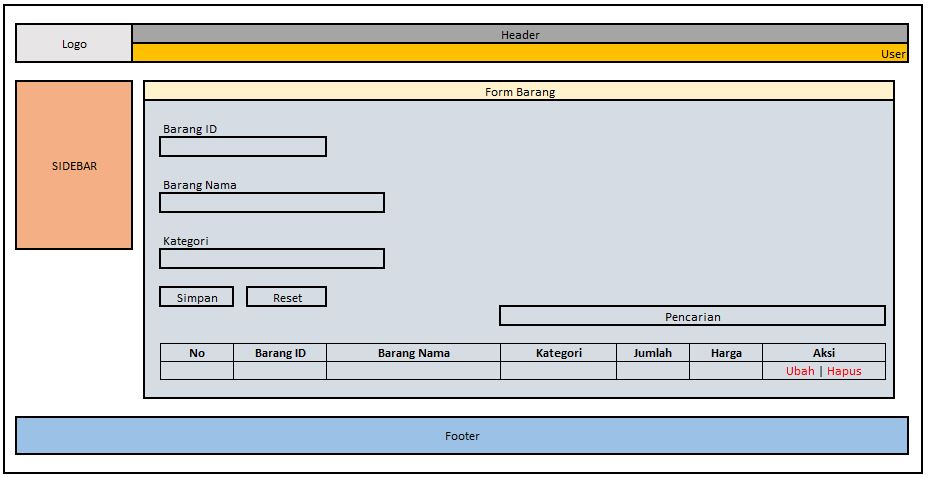 Logo
Header
User
SIDEBAR
Form Barang
Barang ID
Barang Nama
Kategori
Simpan Reset
Pencarian
No Barang ID Barang Nama Kategori Jumlah Harga Aksi
Ubah | Hapus
Footer